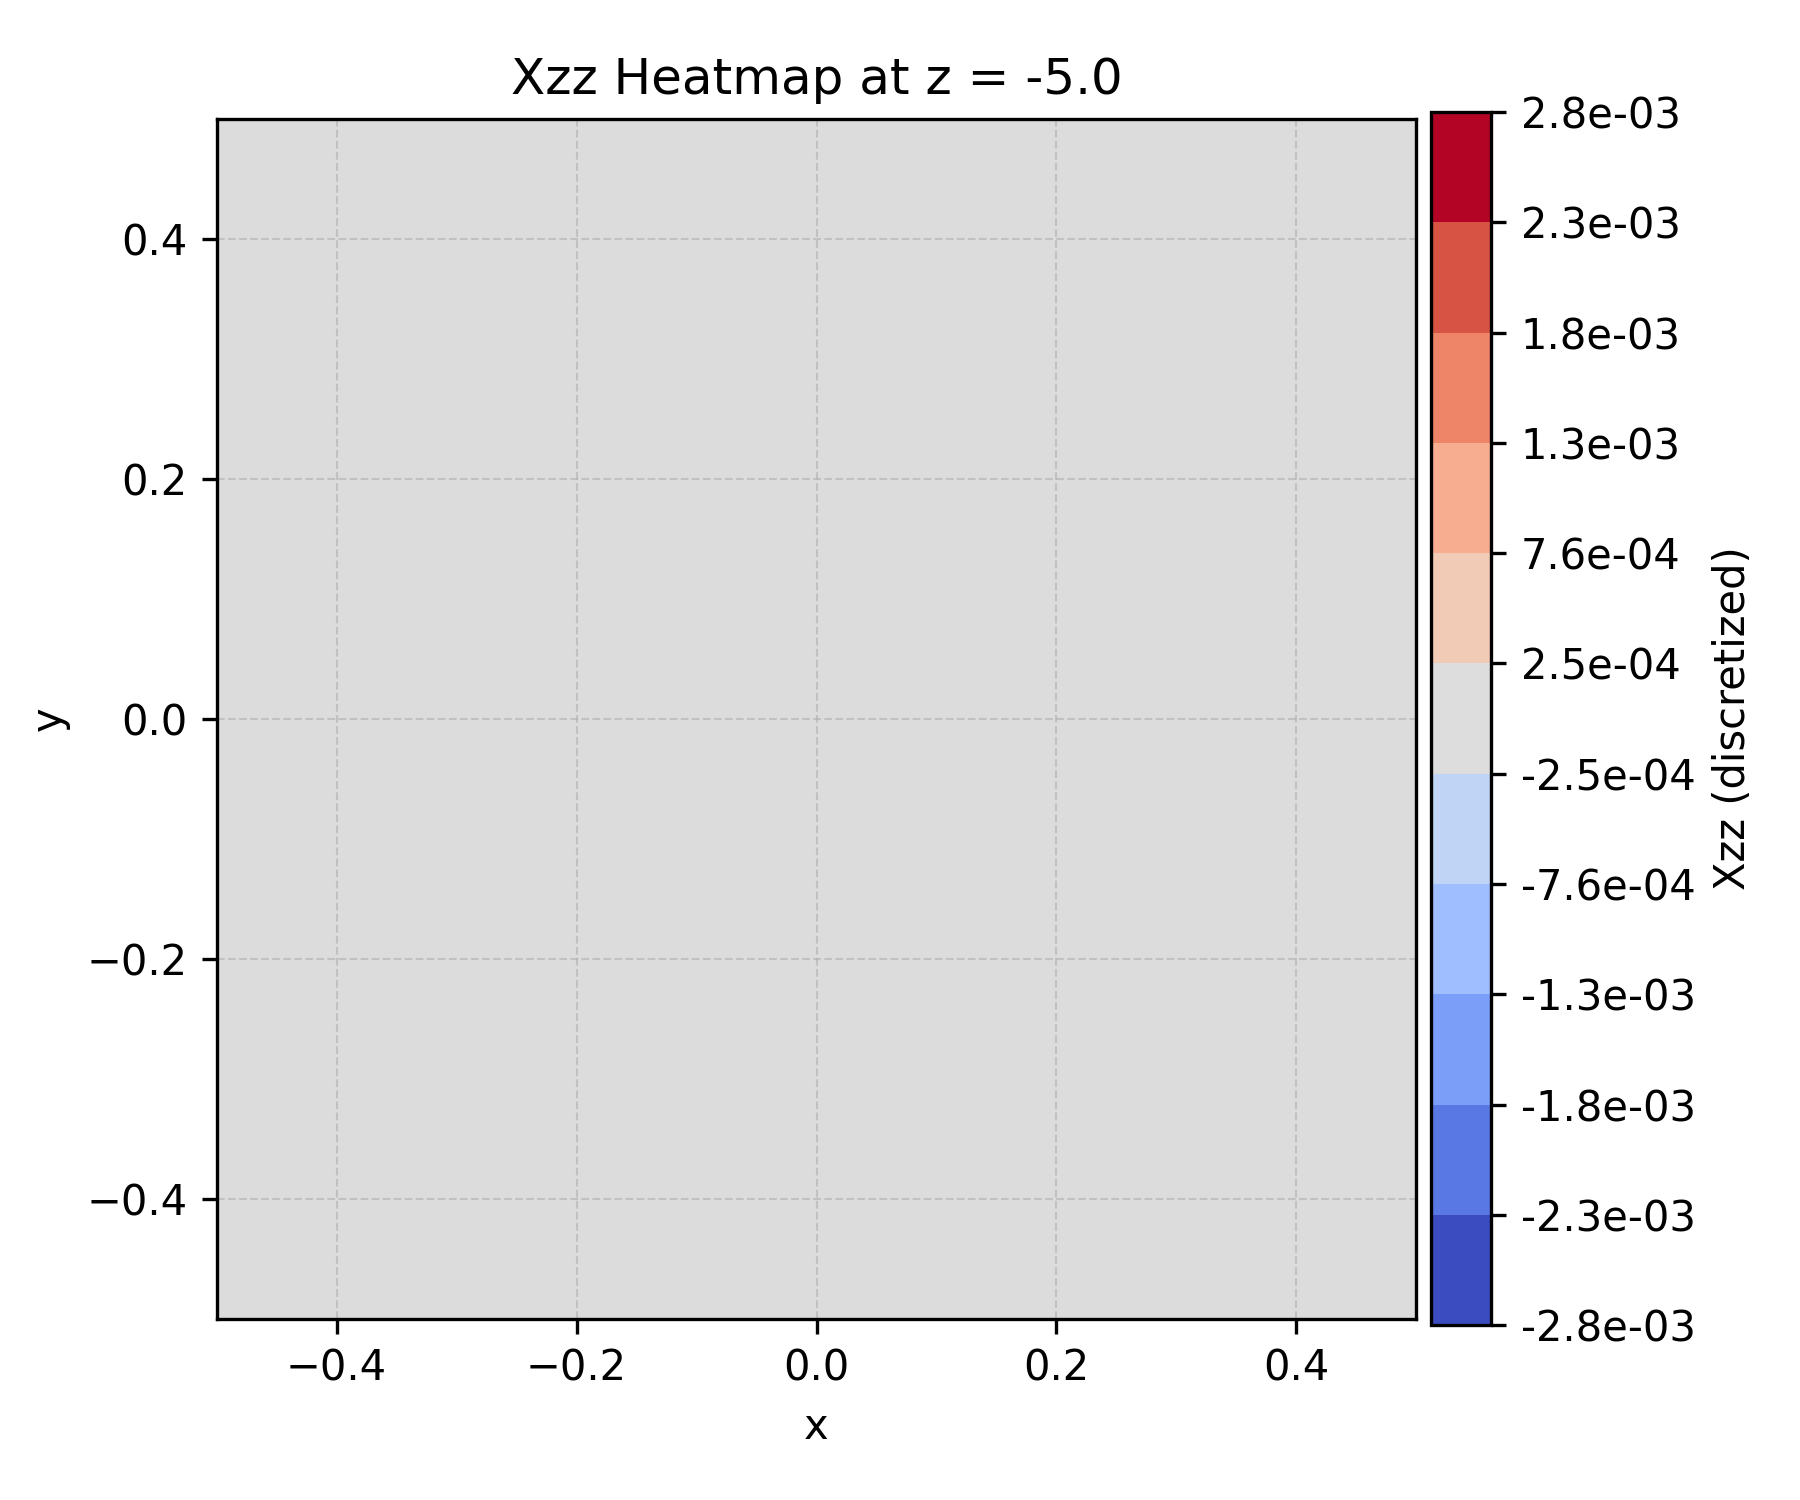 Xzz Heatmap at z = -5.0
0.4
0.2
0.0
−0.2
−0.4
y
−0.4 −0.2 0.0 0.2 0.4
x
2.8e-03
2.3e-03
1.8e-03
1.3e-03
7.6e-04
2.5e-04
-2.5e-04
-7.6e-04
-1.3e-03
-1.8e-03
-2.3e-03
-2.8e-03
Xzz (discretized)